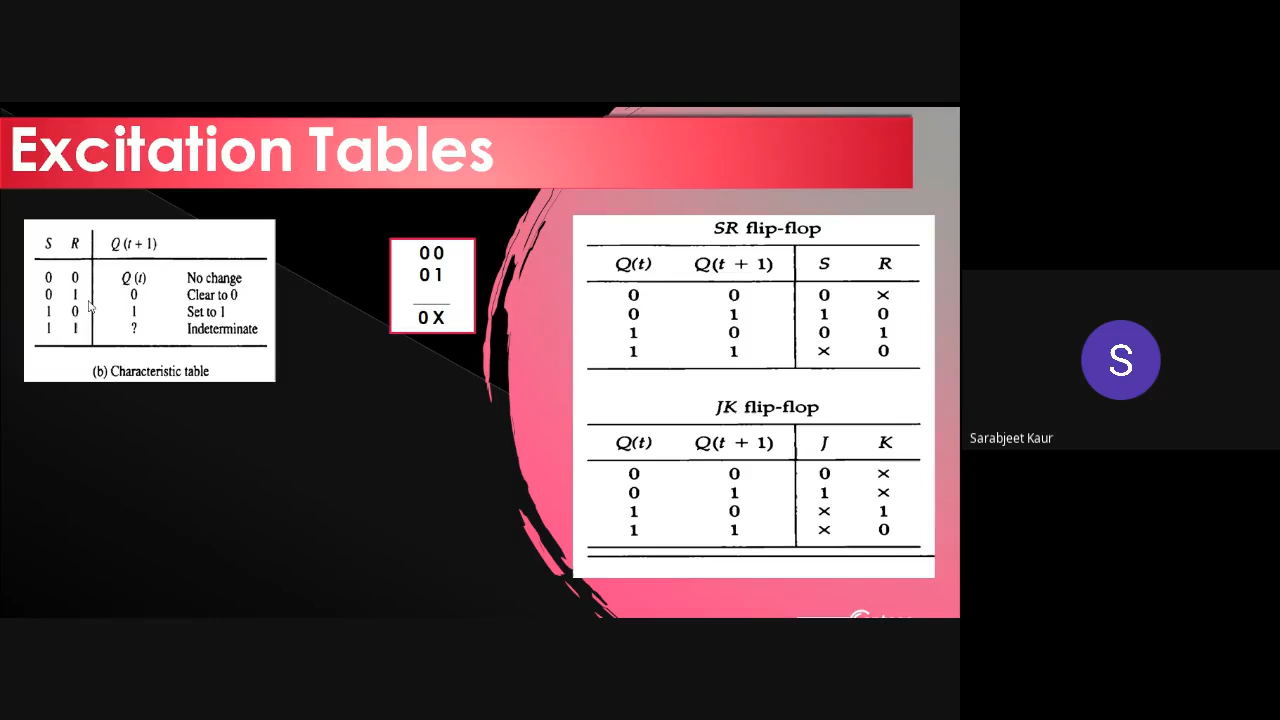 Excitation Tables
S R Q (t + 1)
0 0 Q (t) No change
0 1 0 Clear to 0
1 0 1 Set to 1
1 1 ? Indeterminate
(b) Characteristic table
0 0
0 1
0 X
SR flip-flop
Q(t) Q(t + 1) S R
0 0 0 ×
0 1 1 0
1 0 0 1
1 1 × 0
JK flip-flop
Q(t) Q(t + 1) J K
0 0 0 ×
0 1 1 ×
1 0 × 1
1 1 × 0
S
Sarabjeet Kaur